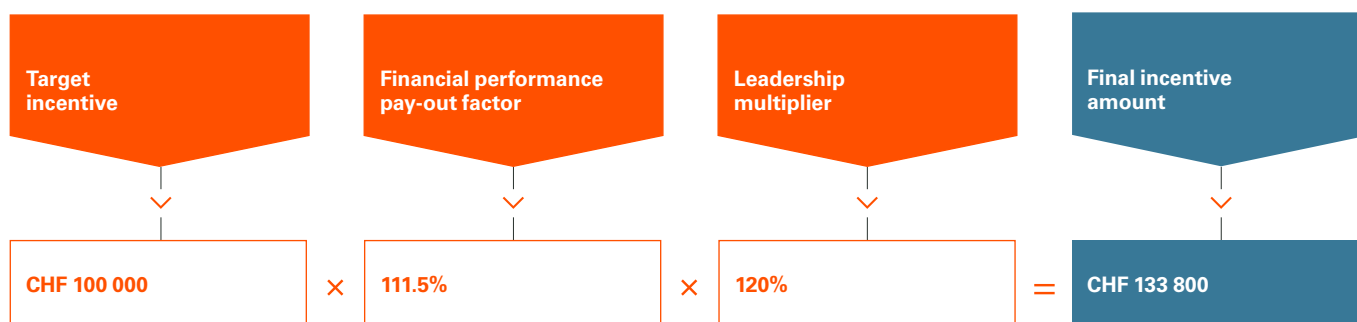 Target
incentive
Financial performance
pay-out factor
Leadership
multiplier
Final incentive
amount
CHF 100 000
×
111.5%
×
120%
=
CHF 133 800